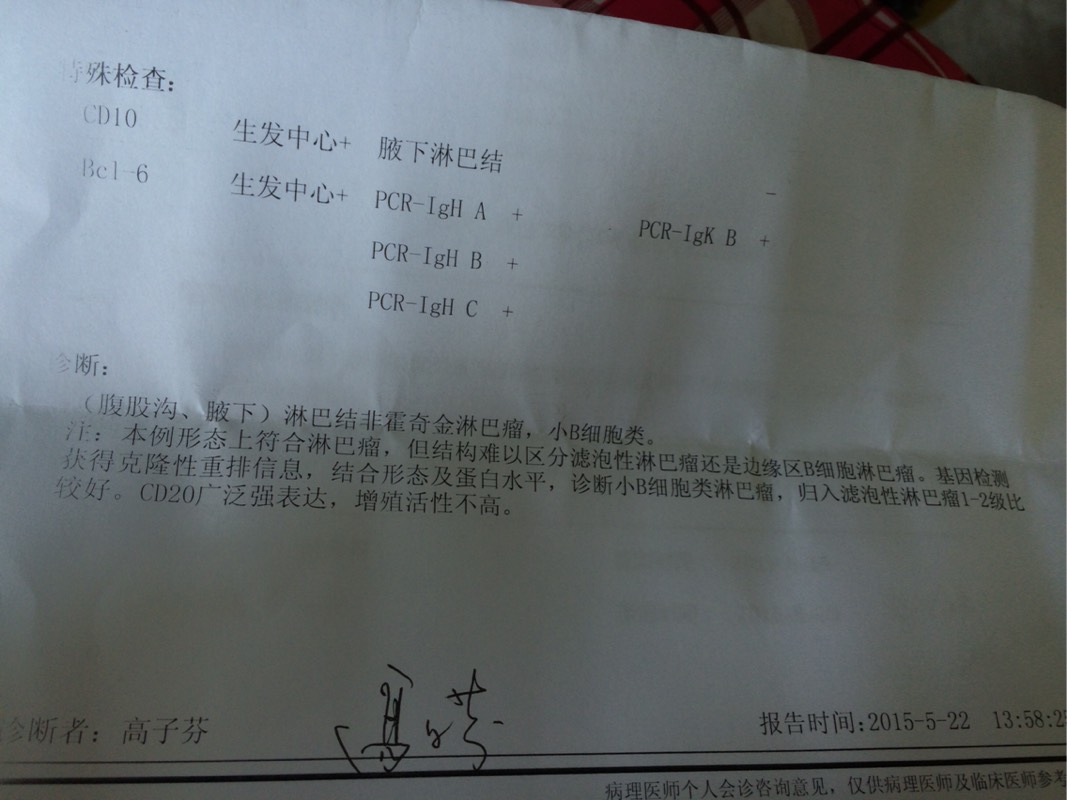 特殊检查：
CD10 生发中心+ 腋下淋巴结 -
Bcl-6 生发中心+ PCR-IgH A + PCR-IgK B +
PCR-IgH B +
PCR-IgH C +
诊断：
（腹股沟、腋下）淋巴结非霍奇金淋巴瘤，小B细胞类。
注：本例形态上符合淋巴瘤，但结构难以区分滤泡性淋巴瘤还是边缘区B细胞淋巴瘤。基因检测
获得克隆性重排信息，结合形态及蛋白水平，诊断小B细胞类淋巴瘤，归入滤泡性淋巴瘤1-2级比
较好。CD20广泛强表达，增殖活性不高。
诊断者：高子芬 报告时间:2015-5-22 13:58:2
病理医师个人会诊咨询意见，仅供病理医师及临床医师参考